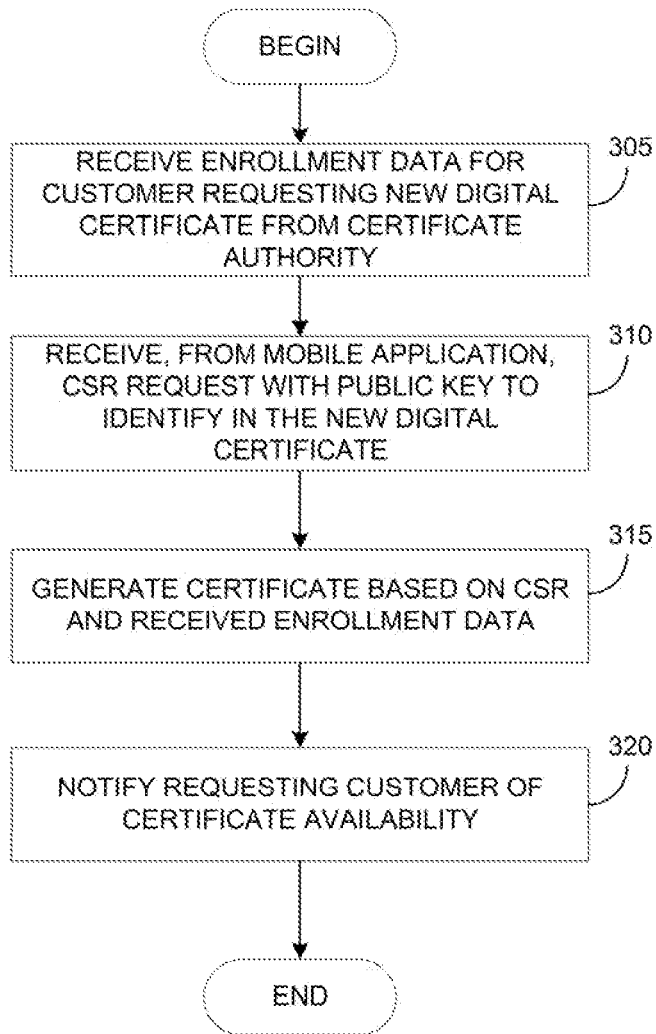 BEGIN
305
RECEIVE ENROLLMENT DATA FOR
CUSTOMER REQUESTING NEW DIGITAL
CERTIFICATE FROM CERTIFICATE
AUTHORITY
310
RECEIVE, FROM MOBILE APPLICATION,
CSR REQUEST WITH PUBLIC KEY TO
IDENTIFY IN THE NEW DIGITAL
CERTIFICATE
315
GENERATE CERTIFICATE BASED ON CSR
AND RECEIVED ENROLLMENT DATA
320
NOTIFY REQUESTING CUSTOMER OF
CERTIFICATE AVAILABILITY
END